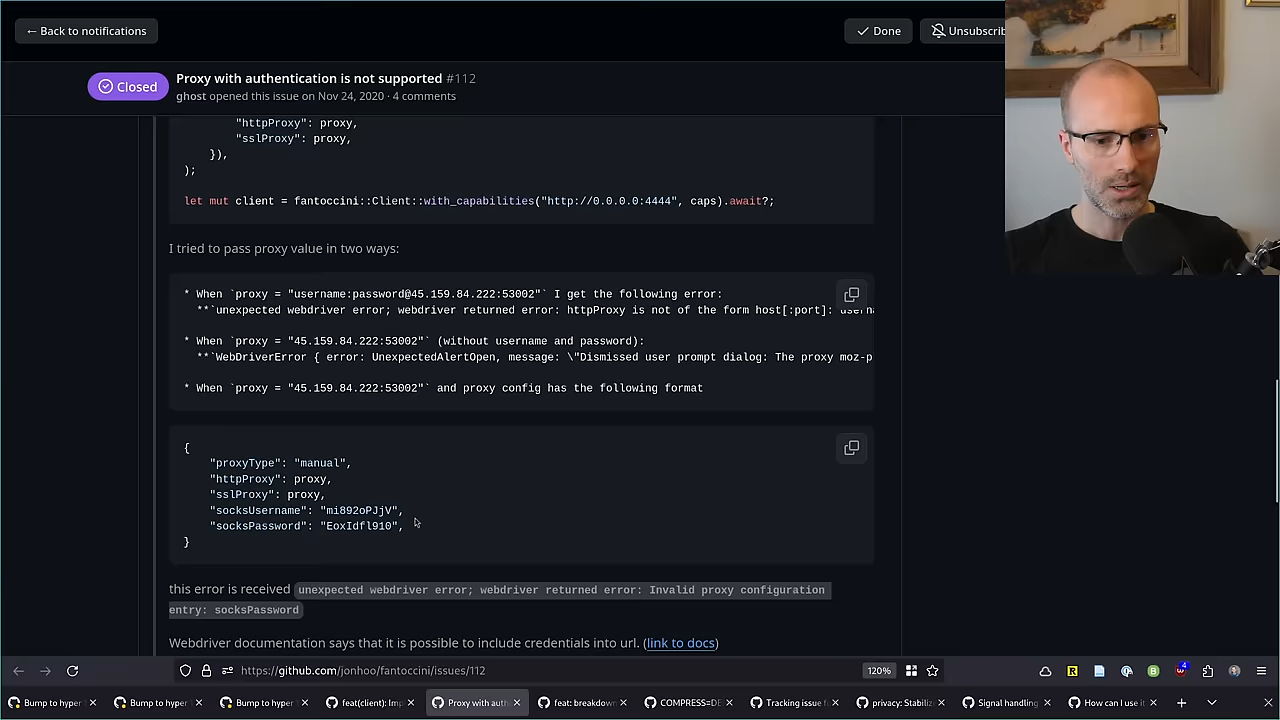 ← Back to notifications
Done
Unsubscrib
Closed
Proxy with authentication is not supported #112
ghost opened this issue on Nov 24, 2020 · 4 comments
"httpProxy": proxy,
"sslProxy": proxy,
}),
);
let mut client = fantoccini::Client::with_capabilities("http://0.0.0.0:4444", caps).await?;
I tried to pass proxy value in two ways:
* When `proxy = "username:password@45.159.84.222:53002"` I get the following error:
**`unexpected webdriver error; webdriver returned error: httpProxy is not of the form host[:port]: userna
* When `proxy = "45.159.84.222:53002"` (without username and password):
**`WebDriverError { error: UnexpectedAlertOpen, message: \"Dismissed user prompt dialog: The proxy moz-p
* When `proxy = "45.159.84.222:53002"` and proxy config has the following format
{
"proxyType": "manual",
"httpProxy": proxy,
"sslProxy": proxy,
"socksUsername": "mi892oPJjV",
"socksPassword": "EoxIdfl910",
}
this error is received unexpected webdriver error; webdriver returned error: Invalid proxy configuration
entry: socksPassword
Webdriver documentation says that it is possible to include credentials into url. (link to docs)
https://github.com/jonhoo/fantoccini/issues/112
120%
4
Bump to hyper
Bump to hyper
Bump to hyper
feat(client): Imp
Proxy with auth
feat: breakdow
COMPRESS=DE
Tracking issue f
privacy: Stabiliz
Signal handling
How can I use it